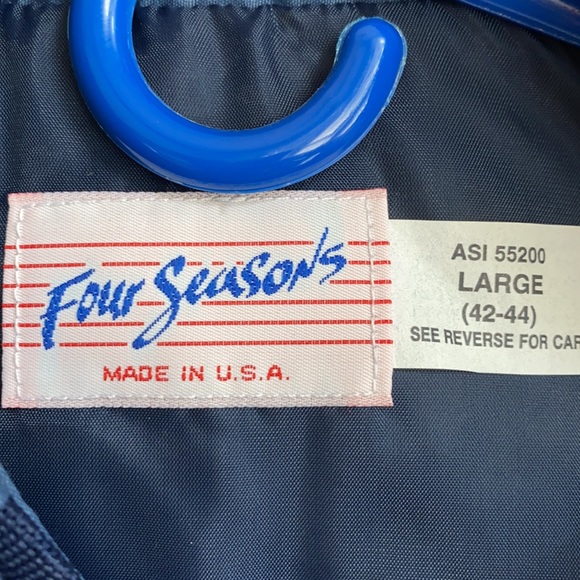 Four Seasons
MADE IN U.S.A.
ASI 55200
LARGE
(42-44)
SEE REVERSE FOR CAR